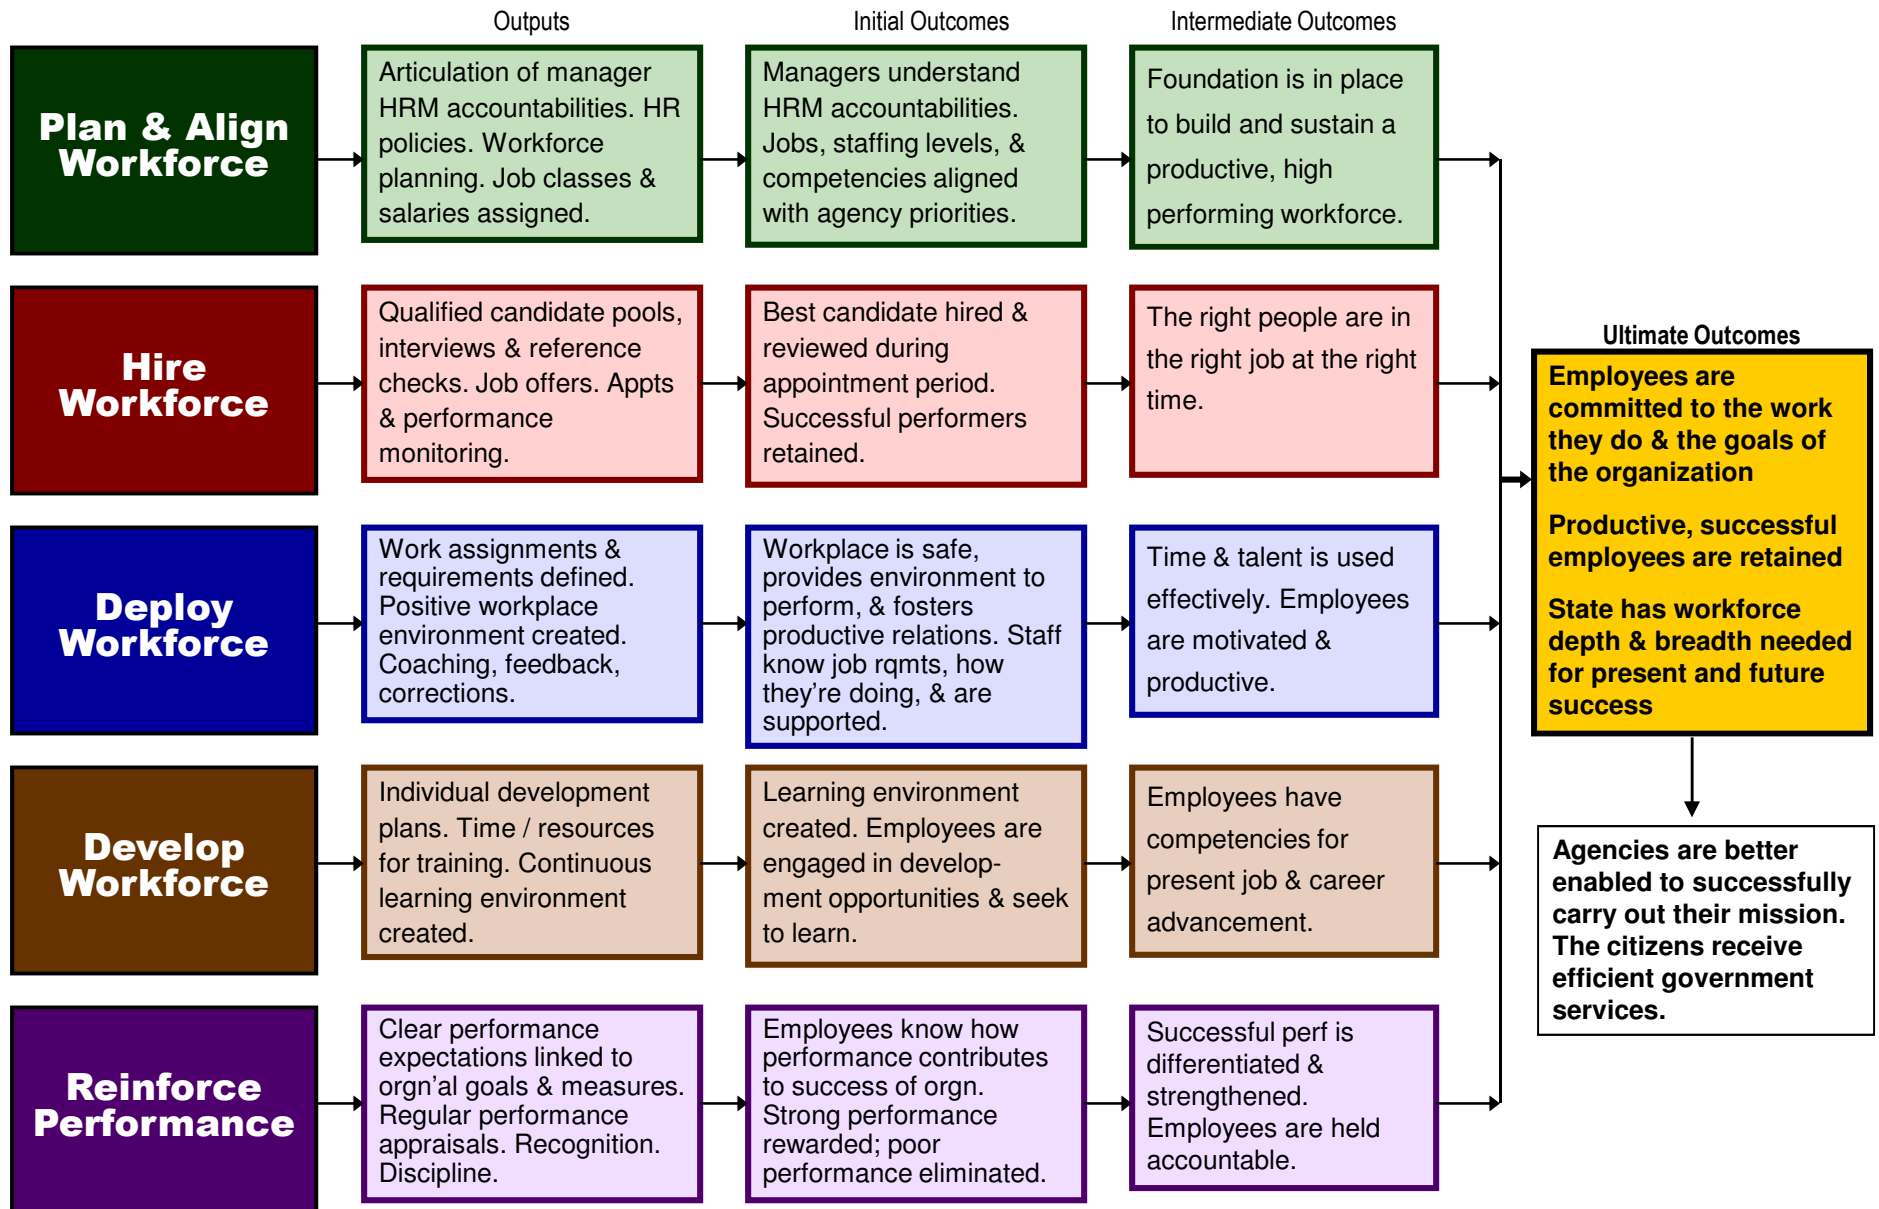 Outputs
Initial Outcomes
Intermediate Outcomes
Plan & Align
Workforce
Articulation of manager
HRM accountabilities. HR
policies. Workforce
planning. Job classes &
salaries assigned.
Managers understand
HRM accountabilities.
Jobs, staffing levels, &
competencies aligned
with agency priorities.
Foundation is in place
to build and sustain a
productive, high
performing workforce.
Hire
Workforce
Qualified candidate pools,
interviews & reference
checks. Job offers. Appts
& performance
monitoring.
Best candidate hired &
reviewed during
appointment period.
Successful performers
retained.
The right people are in
the right job at the right
time.
Deploy
Workforce
Work assignments &
requirements defined.
Positive workplace
environment created.
Coaching, feedback,
corrections.
Workplace is safe,
provides environment to
perform, & fosters
productive relations. Staff
know job rqmts, how
they're doing, & are
supported.
Time & talent is used
effectively. Employees
are motivated &
productive.
Develop
Workforce
Individual development
plans. Time / resources
for training. Continuous
learning environment
created.
Learning environment
created. Employees are
engaged in develop-
ment opportunities & seek
to learn.
Employees have
competencies for
present job & career
advancement.
Reinforce
Performance
Clear performance
expectations linked to
orgn'al goals & measures.
Regular performance
appraisals. Recognition.
Discipline.
Employees know how
performance contributes
to success of orgn.
Strong performance
rewarded; poor
performance eliminated.
Successful perf is
differentiated &
strengthened.
Employees are held
accountable.
Ultimate Outcomes
Employees are
committed to the work
they do & the goals of
the organization
Productive, successful
employees are retained
State has workforce
depth & breadth needed
for present and future
success
Agencies are better
enabled to successfully
carry out their mission.
The citizens receive
efficient government
services.